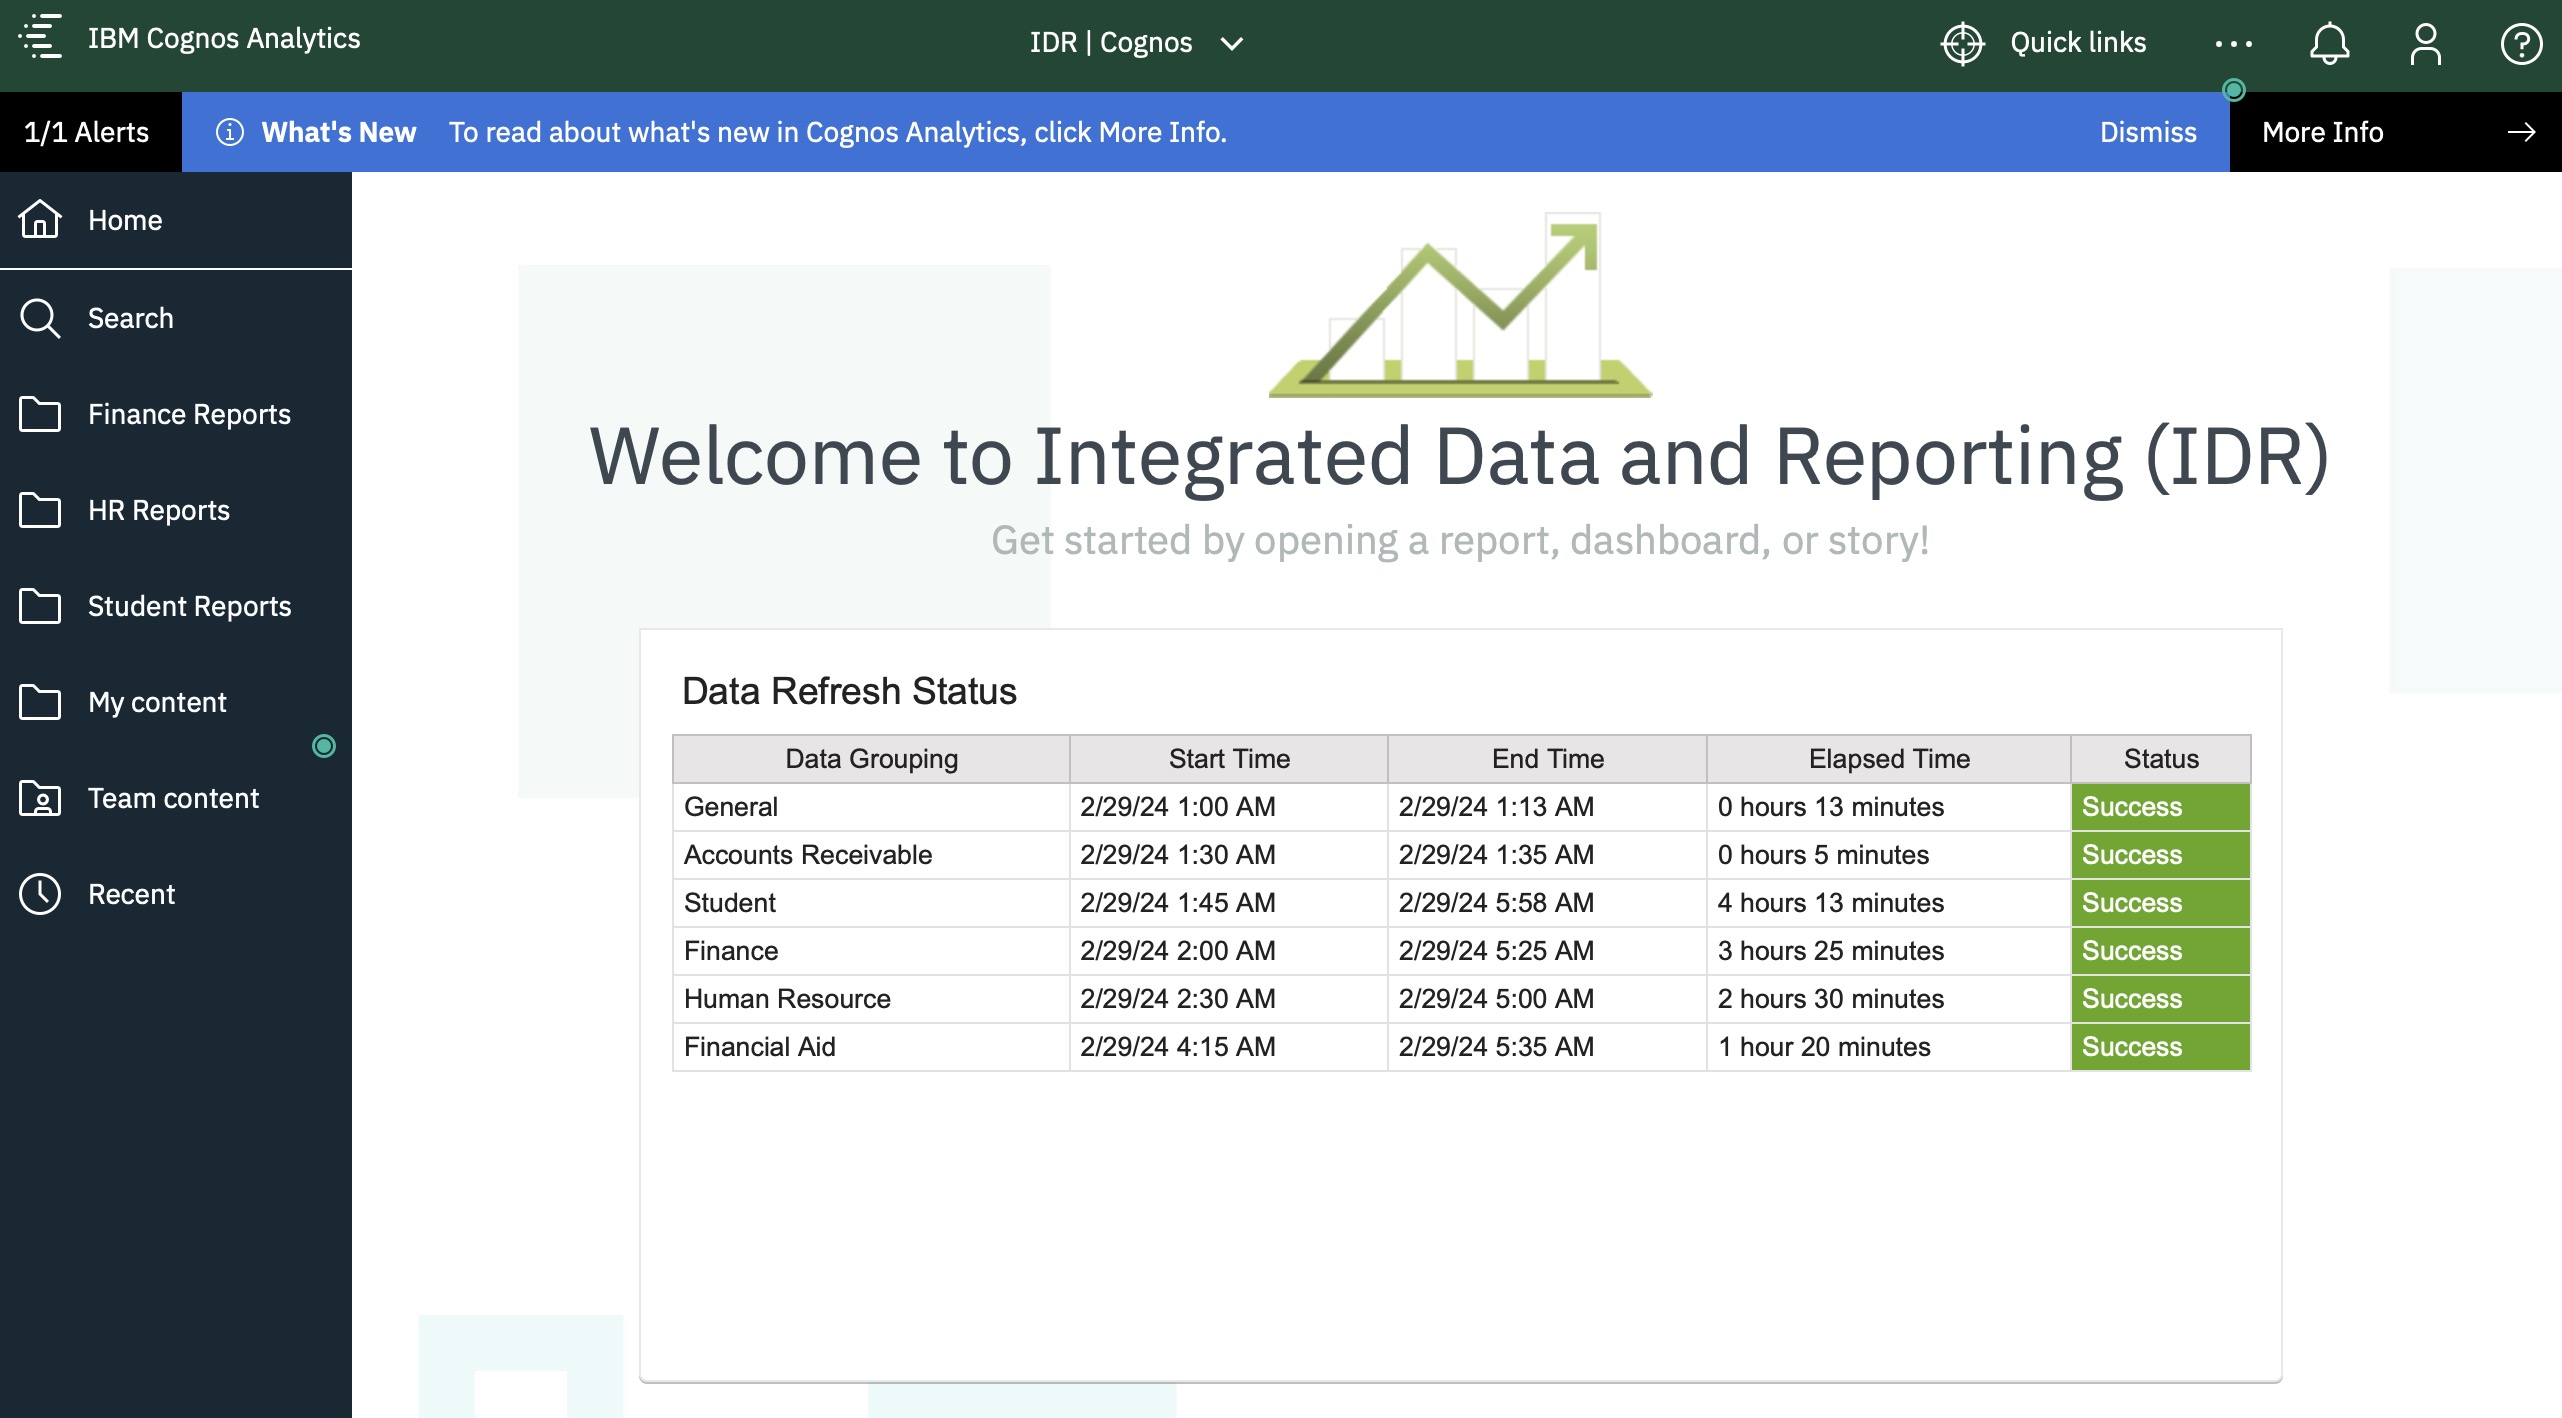 IBM Cognos Analytics
IDR | Cognos
Quick links
1/1 Alerts
What's New To read about what's new in Cognos Analytics, click More Info.
Dismiss
More Info
Home
Search
Finance Reports
HR Reports
Student Reports
My content
Team content
Recent
Welcome to Integrated Data and Reporting (IDR)
Get started by opening a report, dashboard, or story!
Data Refresh Status
Data Grouping Start Time End Time Elapsed Time Status
General 2/29/24 1:00 AM 2/29/24 1:13 AM 0 hours 13 minutes Success
Accounts Receivable 2/29/24 1:30 AM 2/29/24 1:35 AM 0 hours 5 minutes Success
Student 2/29/24 1:45 AM 2/29/24 5:58 AM 4 hours 13 minutes Success
Finance 2/29/24 2:00 AM 2/29/24 5:25 AM 3 hours 25 minutes Success
Human Resource 2/29/24 2:30 AM 2/29/24 5:00 AM 2 hours 30 minutes Success
Financial Aid 2/29/24 4:15 AM 2/29/24 5:35 AM 1 hour 20 minutes Success